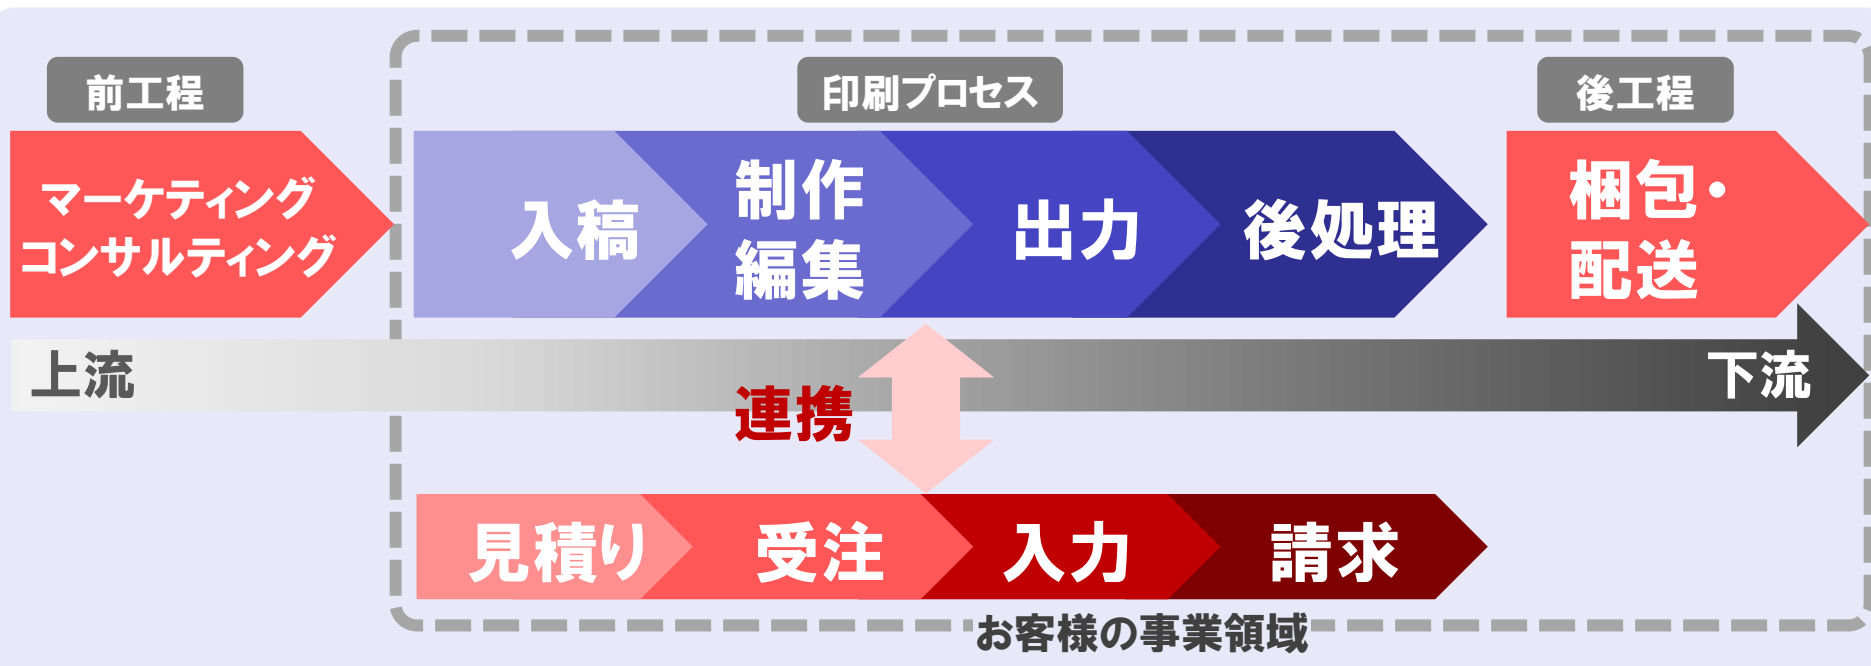 前工程
印刷プロセス
後工程
マーケティング
コンサルティング
入稿
制作
編集
出力
後処理
梱包・
配送
上流
下流
連携
見積り
受注
入力
請求
お客様の事業領域